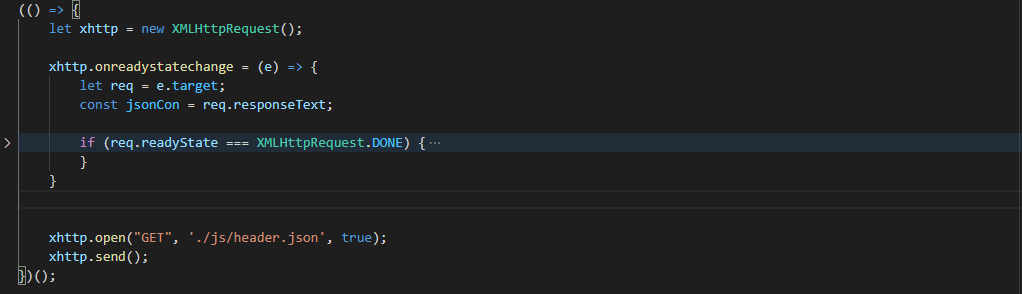 (() => {
let xhttp = new XMLHttpRequest();
xhttp.onreadystatechange = (e) => {
let req = e.target;
const jsonCon = req.responseText;
if (req.readyState === XMLHttpRequest.DONE) {⋯
}
}
xhttp.open("GET", './js/header.json', true);
xhttp.send();
})();